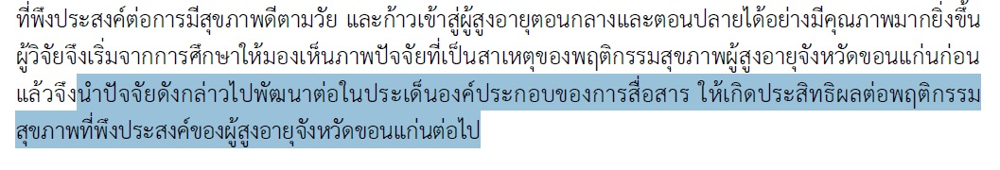 ที่พึงประสงค์ต่อการมีสุขภาพดีตามวัย และก้าวเข้าสู่ผู้สูงอายุตอนกลางและตอนปลายได้อย่างมีคุณภาพมากยิ่งขึ้น
ผู้วิจัยจึงเริ่มจากการศึกษาให้มองเห็นภาพปัจจัยที่เป็นสาเหตุของพฤติกรรมสุขภาพผู้สูงอายุจังหวัดขอนแก่นก่อน
แล้วจึงนำปัจจัยดังกล่าวไปพัฒนาต่อในประเด็นองค์ประกอบของการสื่อสาร ให้เกิดประสิทธิผลต่อพฤติกรรม
สุขภาพที่พึงประสงค์ของผู้สูงอายุจังหวัดขอนแก่นต่อไป